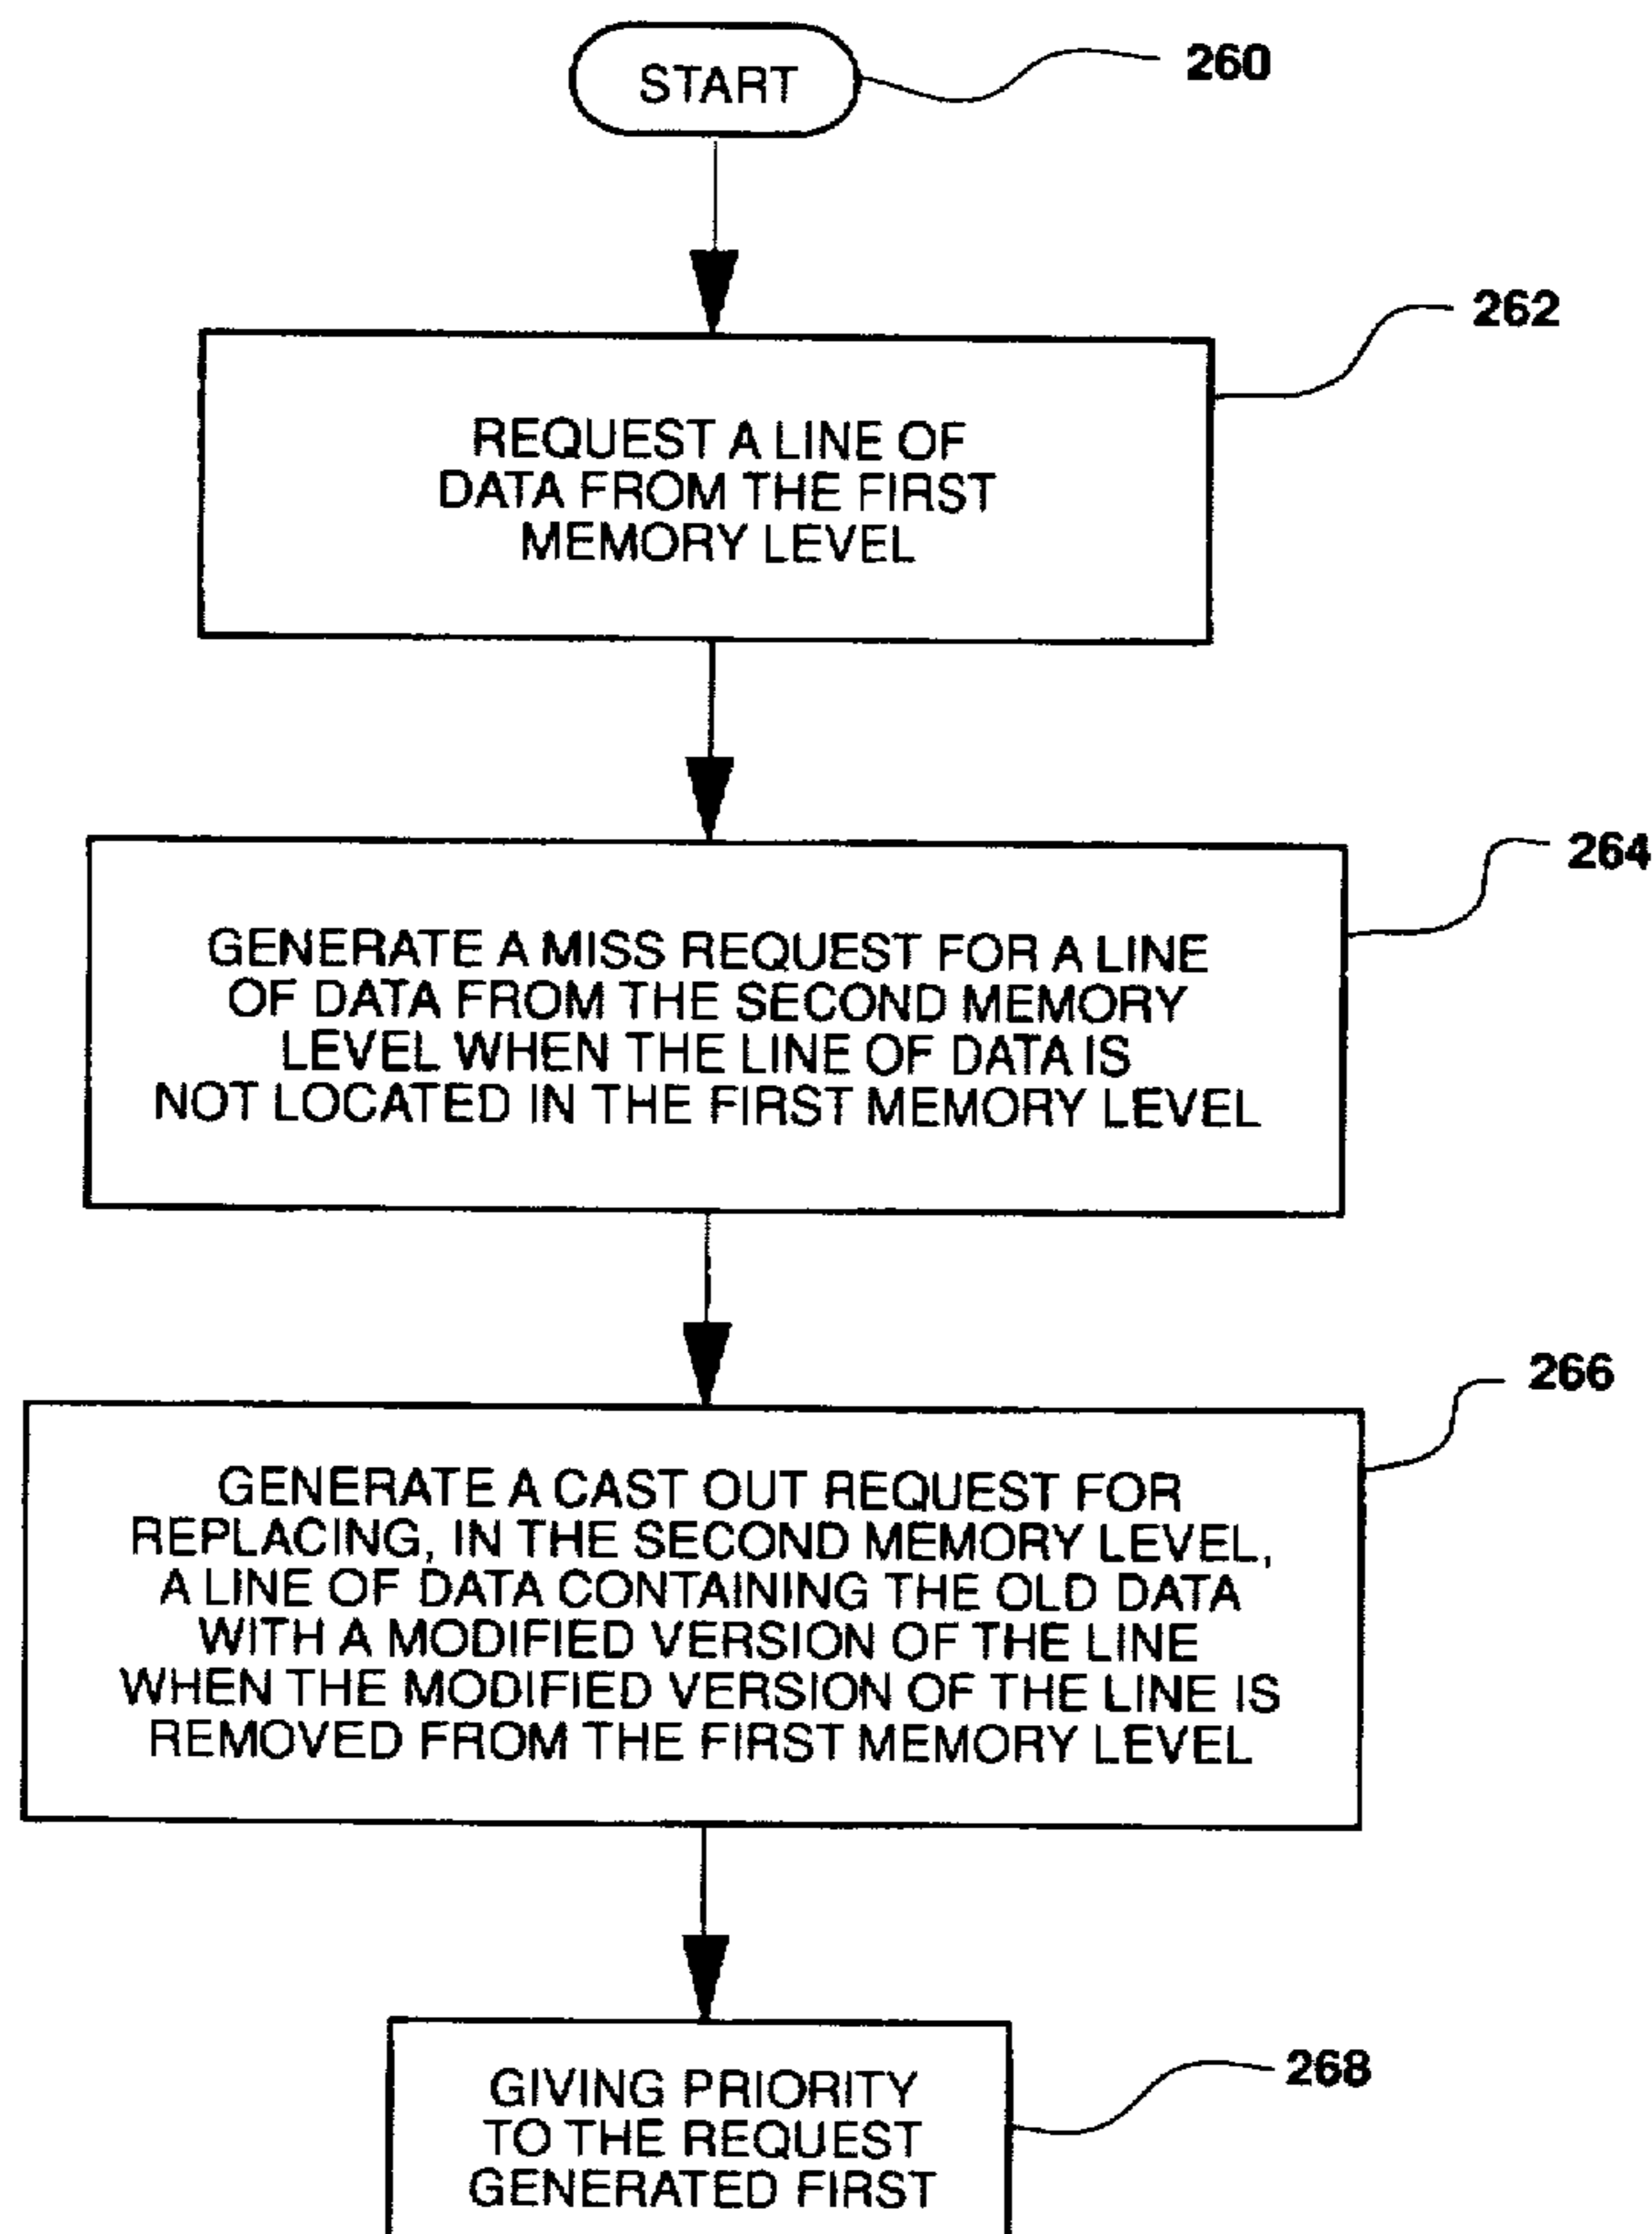 START
260
262
REQUEST A LINE OF
DATA FROM THE FIRST
MEMORY LEVEL
264
GENERATE A MISS REQUEST FOR A LINE
OF DATA FROM THE SECOND MEMORY
LEVEL WHEN THE LINE OF DATA IS
NOT LOCATED IN THE FIRST MEMORY LEVEL
266
GENERATE A CAST OUT REQUEST FOR
REPLACING, IN THE SECOND MEMORY LEVEL,
A LINE OF DATA CONTAINING THE OLD DATA
WITH A MODIFIED VERSION OF THE LINE
WHEN THE MODIFIED VERSION OF THE LINE IS
REMOVED FROM THE FIRST MEMORY LEVEL
268
GIVING PRIORITY
TO THE REQUEST
GENERATED FIRST